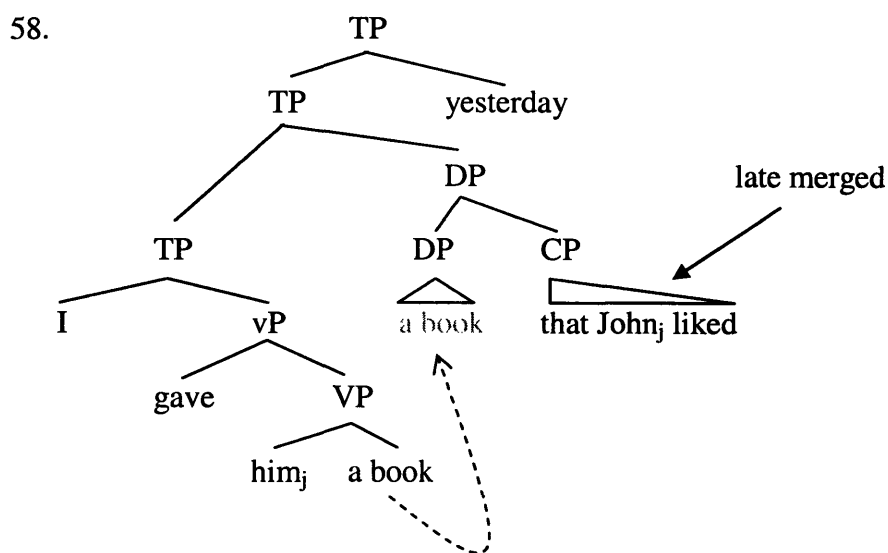 58. TP
TP yesterday
DP late merged
TP DP CP
I vP a book that Johnj liked
gave VP
himj a book